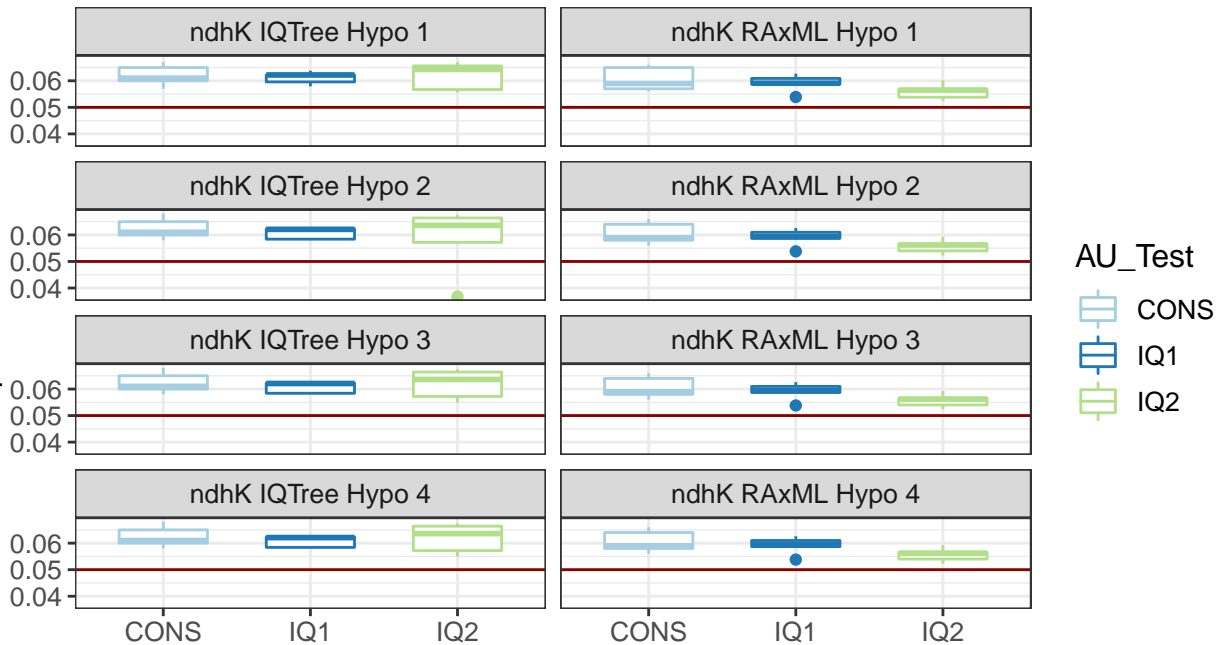 ndhK IQTree Hypo 1
ndhK RAxML Hypo 1
0.06
0.05
0.04
ndhK IQTree Hypo 2
ndhK RAxML Hypo 2
0.06
0.05
0.04
ndhK IQTree Hypo 3
ndhK RAxML Hypo 3
0.06
0.05
0.04
ndhK IQTree Hypo 4
ndhK RAxML Hypo 4
0.06
0.05
0.04
CONS IQ1 IQ2
CONS IQ1 IQ2
AU_Test
CONS
IQ1
IQ2